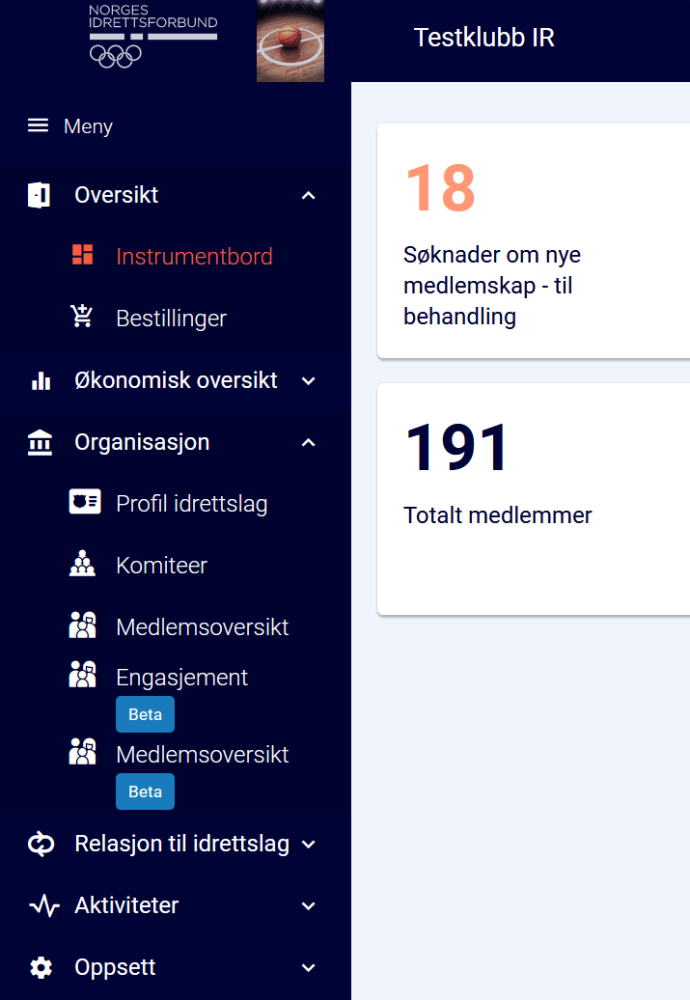 NORGES
IDRETTSFORBUND
Testklubb IR
Meny
Oversikt
Instrumentbord
Bestillinger
Økonomisk oversikt
Organisasjon
Profil idrettslag
Komiteer
Medlemsoversikt
Engasjement
Beta
Medlemsoversikt
Beta
Relasjon til idrettslag
Aktiviteter
Oppsett
18
Søknader om nye
medlemskap - til
behandling
191
Totalt medlemmer